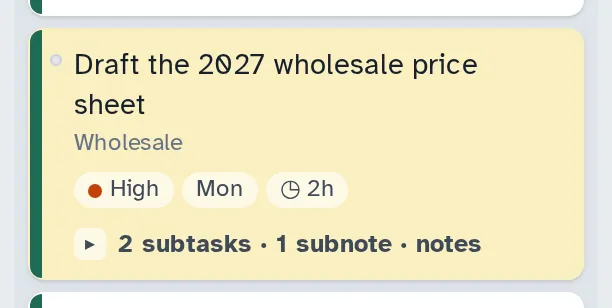 Draft the 2027 wholesale price
sheet
Wholesale
High Mon 2h
2 subtasks · 1 subnote · notes